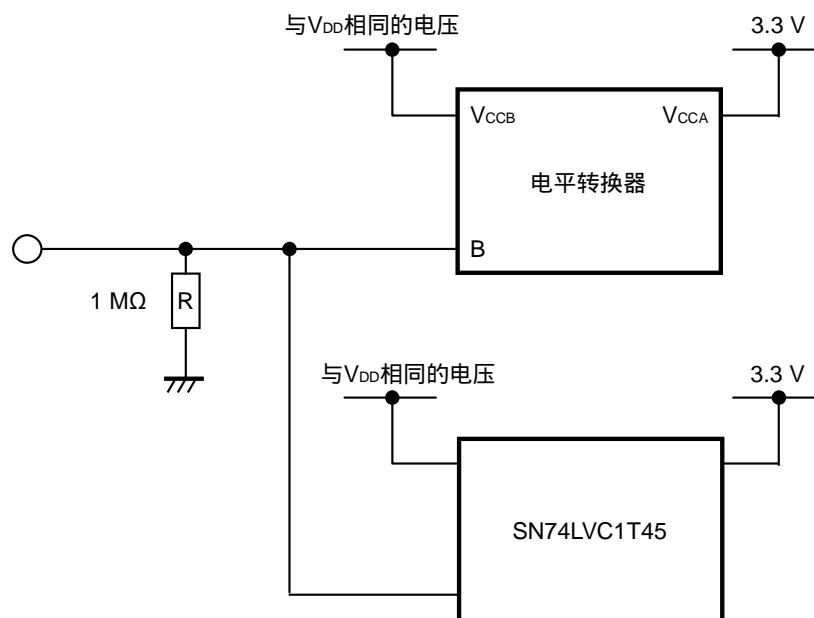 与VDD相同的电压
3.3 V
VCCB
VCCA
电平转换器
B
1 MΩ
R
与VDD相同的电压
3.3 V
SN74LVC1T45